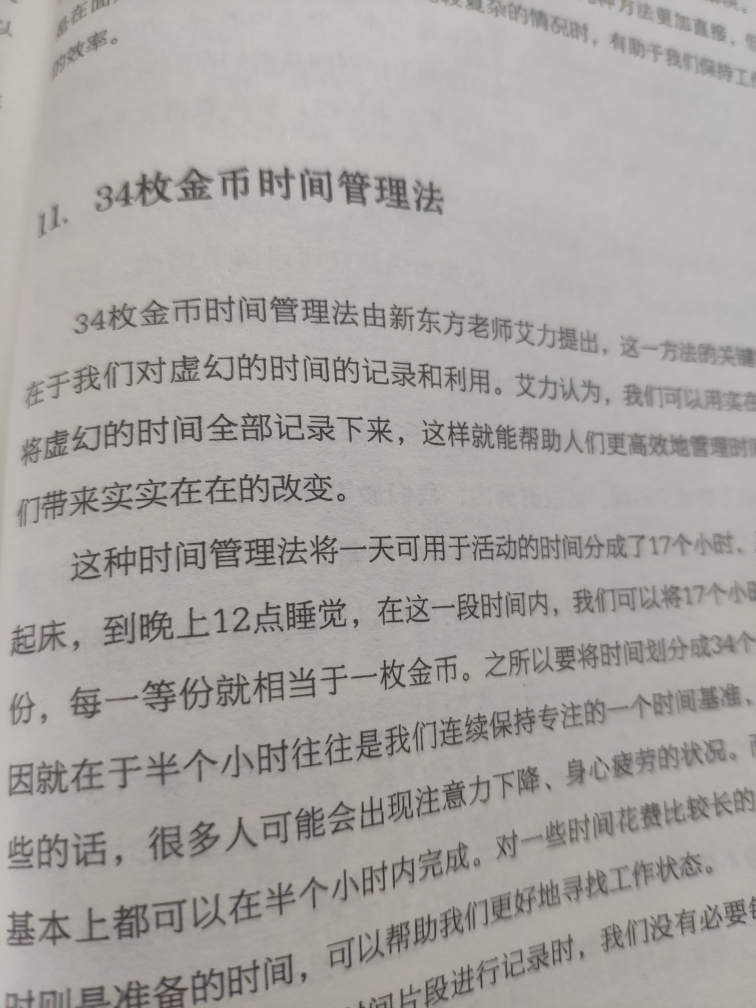 以
种方法更加直接，
较复杂的情况时，有助于我们保持工作
的效率。
11. 34枚金币时间管理法
34枚金币时间管理法由新东方老师艾力提出，这一方法的关键
在于我们对虚幻的时间的记录和利用。艾力认为，我们可以用实在
将虚幻的时间全部记录下来，这样就能帮助人们更高效地管理时间
们带来实实在在的改变。
这种时间管理法将一天可用于活动的时间分成了17个小时，
起床，到晚上12点睡觉，在这一段时间内，我们可以将17个小时
份，每一等份就相当于一枚金币。之所以要将时间划分成34个
因就在于半个小时往往是我们连续保持专注的一个时间基准，
些的话，很多人可能会出现注意力下降、身心疲劳的状况。而
基本上都可以在半个小时内完成。对一些时间花费比较长的
时则是准备的时间，可以帮助我们更好地寻找工作状态。
时间片段进行记录时，我们没有必要每